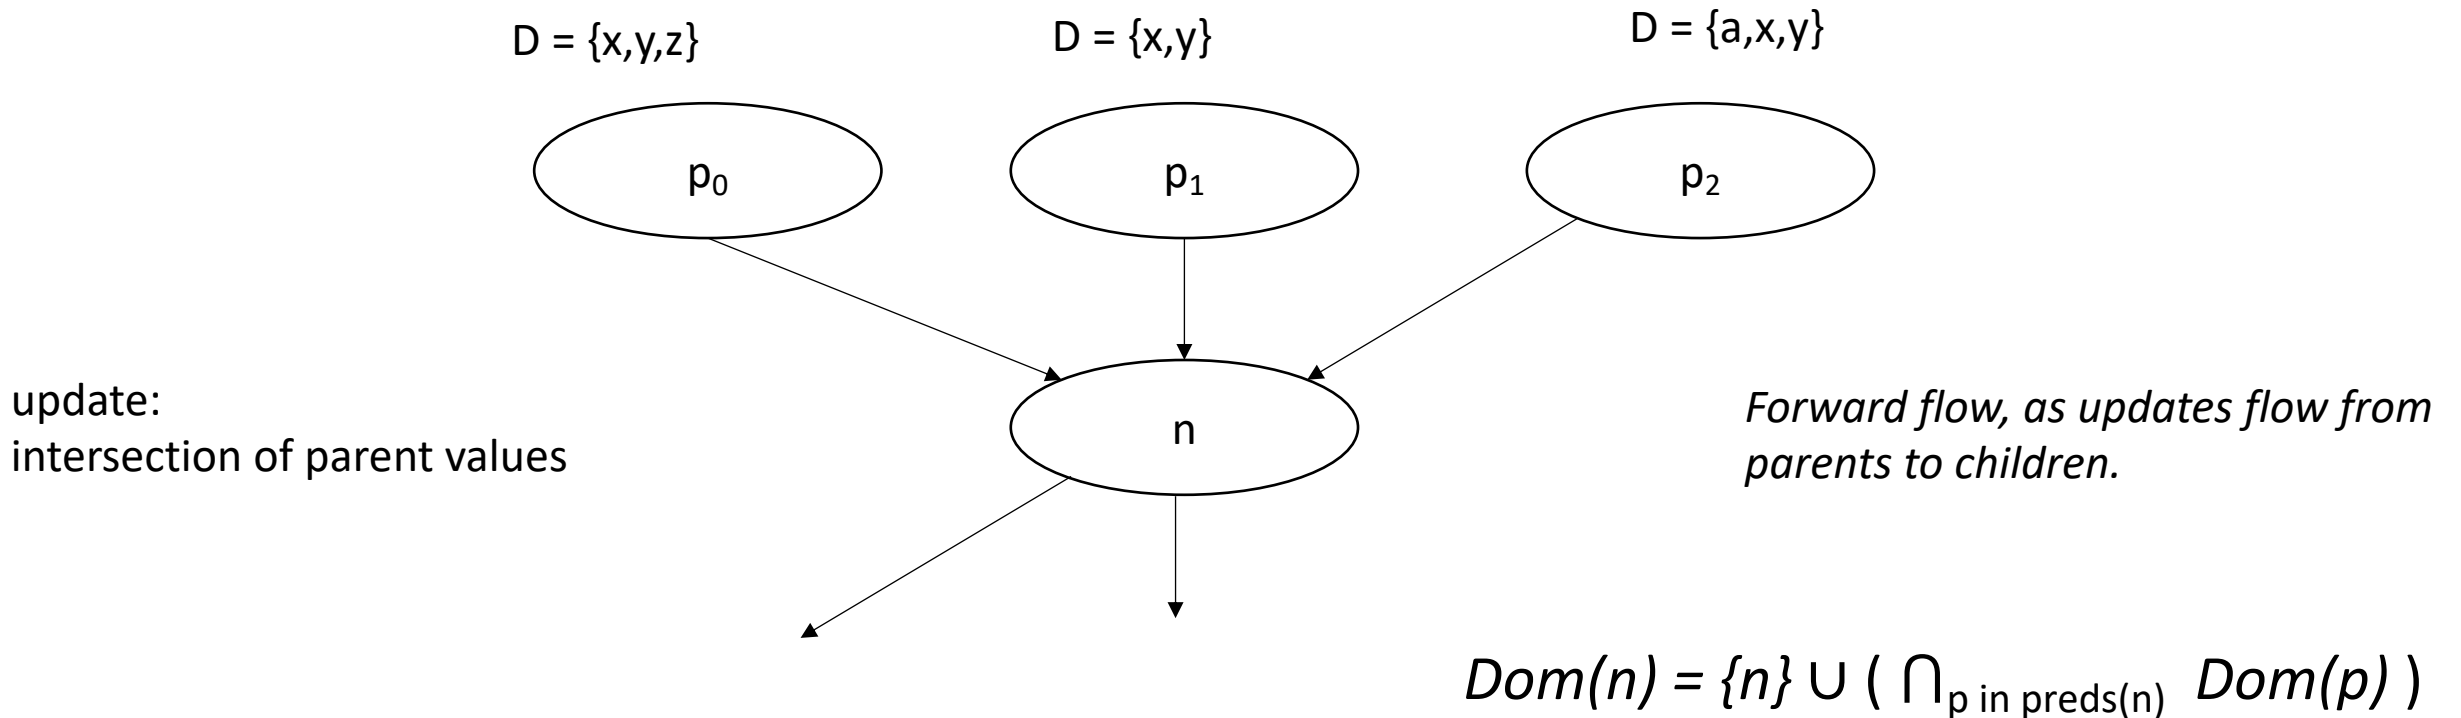 D = {x,y,z}
D = {x,y}
D = {a,x,y}
p₀
p₁
p₂
update:
intersection of parent values
n
Forward flow, as updates flow from
parents to children.
Dom(n) = {n} ∪ ( ⋂ₚ ᵢₙ ₚᵣₑdₛ₍ₙ₎ Dom(p) )